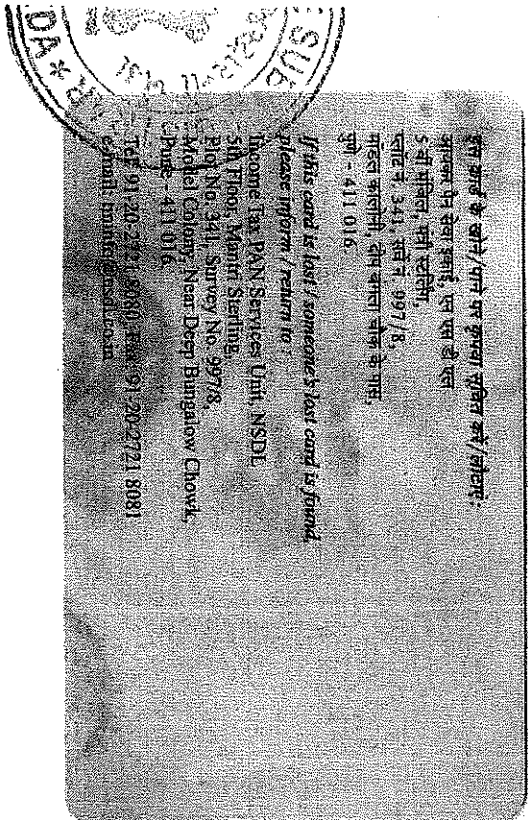 इस कार्ड के खोने/पाने पर कृपया सूचित करें/लौटाएं :
आयकर पैन सेवा इकाई, एन एस डी एल
5 वीं मंजिल, मंत्री स्टर्लिंग,
प्लॉट नं. 341, सर्वे नं. 997/8,
मॉडल कालोनी, दीप बंगला चौक के पास,
पुणे - 411 016.
If this card is lost / someone's lost card is found,
please inform / return to :
Income Tax PAN Services Unit, NSDL
5th Floor, Mantri Sterling,
Plot No. 341, Survey No. 997/8,
Model Colony, Near Deep Bungalow Chowk,
Pune - 411 016.
Tel: 91-20-2721 8080, Fax: 91-20-2721 8081
e-mail: tininfo@nsdl.co.in
SUB
DA *